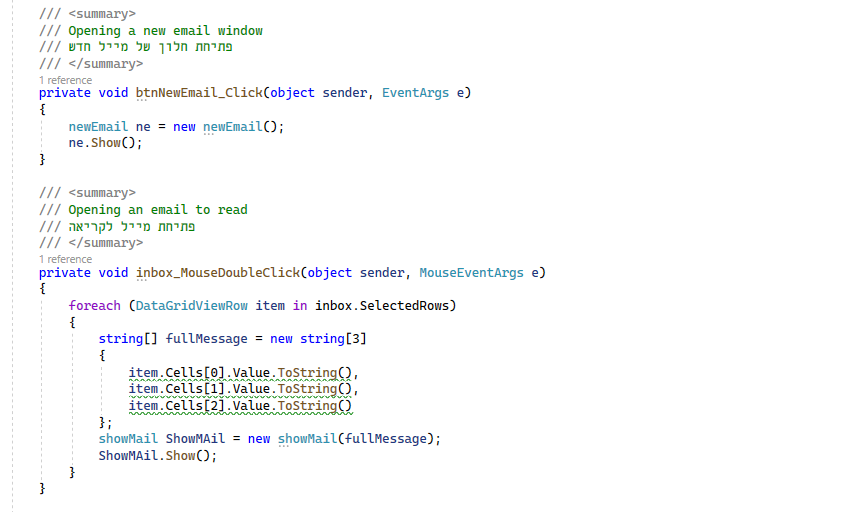 /// <summary>
/// Opening a new email window
/// פתיחת חלון של מייל חדש
/// </summary>
1 reference
private void btnNewEmail_Click(object sender, EventArgs e)
{
newEmail ne = new newEmail();
ne.Show();
}
/// <summary>
/// Opening an email to read
/// פתיחת מייל לקריאה
/// </summary>
1 reference
private void inbox_MouseDoubleClick(object sender, MouseEventArgs e)
{
foreach (DataGridViewRow item in inbox.SelectedRows)
{
string[] fullMessage = new string[3]
{
item.Cells[0].Value.ToString(),
item.Cells[1].Value.ToString(),
item.Cells[2].Value.ToString()
};
showMail ShowMAil = new showMail(fullMessage);
ShowMAil.Show();
}
}